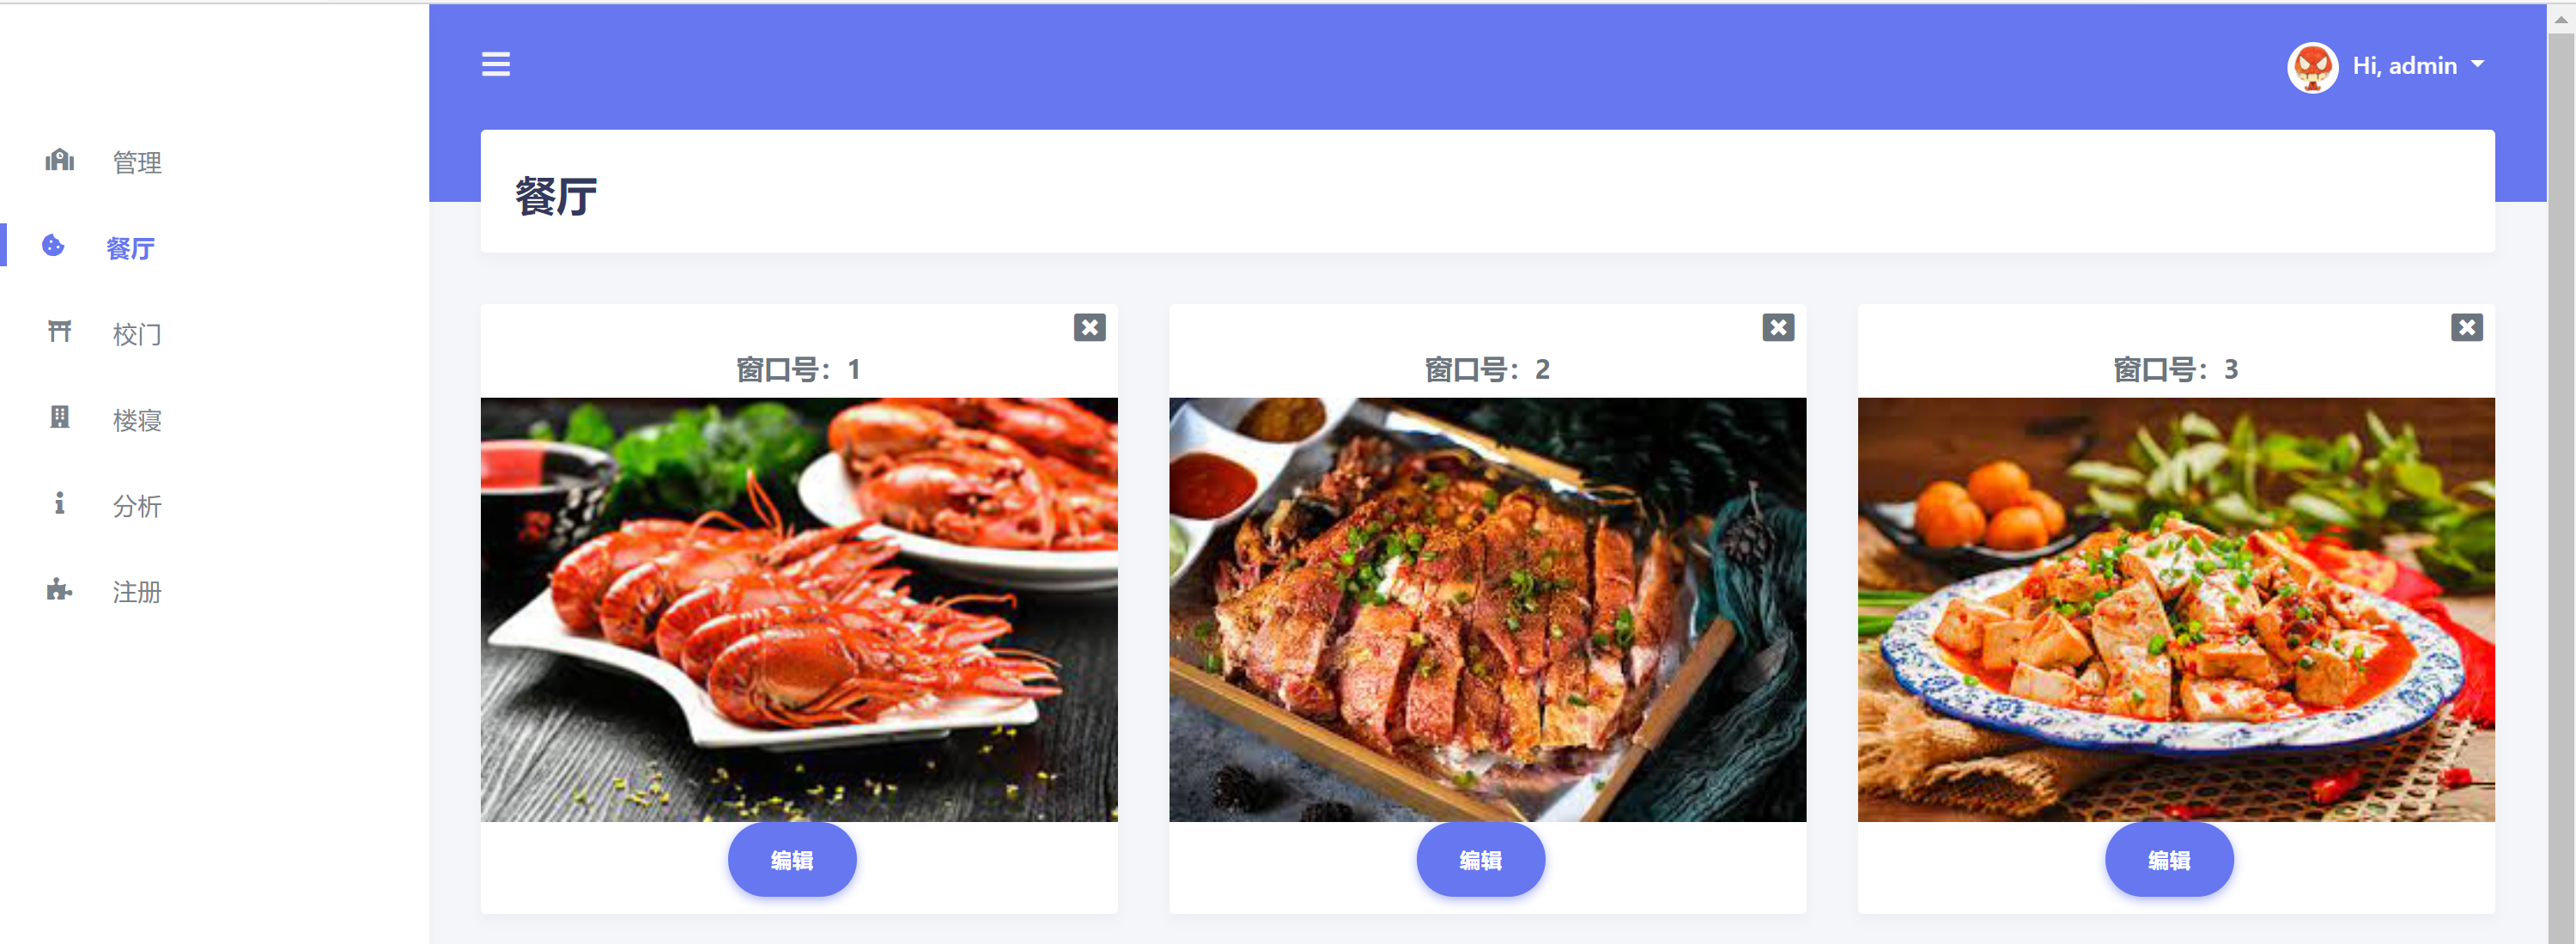 Hi, admin
管理
餐厅
校门
楼寝
分析
注册
餐厅
窗口号：1
编辑
窗口号：2
编辑
窗口号：3
编辑